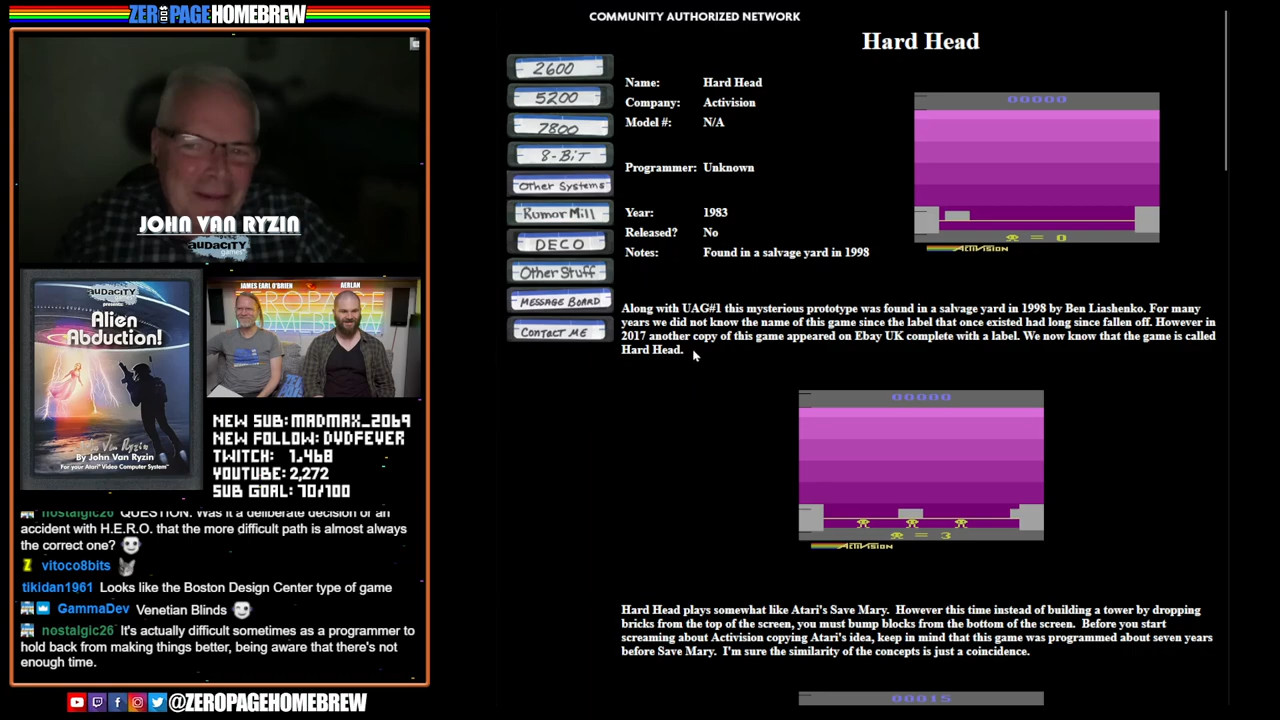 ZEROPAGEHOMEBREW
JOHN VAN RYZIN
AUDACITY
games
AUDACITY
presents:
Alien
Abduction!
John Van Ryzin
By John Van Ryzin
For your Atari® Video Computer System™
JAMES EARL O'BRIEN
AERLAN
NEW SUB: MADMAX_2069
NEW FOLLOW: DVDFEVER
TWITCH: 1,468
YOUTUBE: 2,272
SUB GOAL: 70/100
nostalgic26 QUESTION: Was it a deliberate decision or an
accident with H.E.R.O. that the more difficult path is almost always
the correct one?
vitoco8bits
tikidan1961 Looks like the Boston Design Center type of game
GammaDev Venetian Blinds
nostalgic26 It's actually difficult sometimes as a programmer to
hold back from making things better, being aware that there's not
enough time.
@ZEROPAGEHOMEBREW
COMMUNITY AUTHORIZED NETWORK
2600
5200
7800
8-BIT
Other Systems
Rumor Mill
DECO
Other Stuff
MESSAGE BOARD
CONTACT ME
Hard Head
Name: Hard Head
Company: Activision
Model #: N/A
Programmer: Unknown
Year: 1983
Released? No
Notes: Found in a salvage yard in 1998
00000
= 0
ACTIVISION
Along with UAG#1 this mysterious prototype was found in a salvage yard in 1998 by Ben Liashenko. For many
years we did not know the name of this game since the label that once existed had long since fallen off. However in
2017 another copy of this game appeared on Ebay UK complete with a label. We now know that the game is called
Hard Head.
00000
= 3
ACTIVISION
Hard Head plays somewhat like Atari's Save Mary. However this time instead of building a tower by dropping
bricks from the top of the screen, you must bump blocks from the bottom of the screen. Before you start
screaming about Activision copying Atari's idea, keep in mind that this game was programmed about seven years
before Save Mary. I'm sure the similarity of the concepts is just a coincidence.
00015